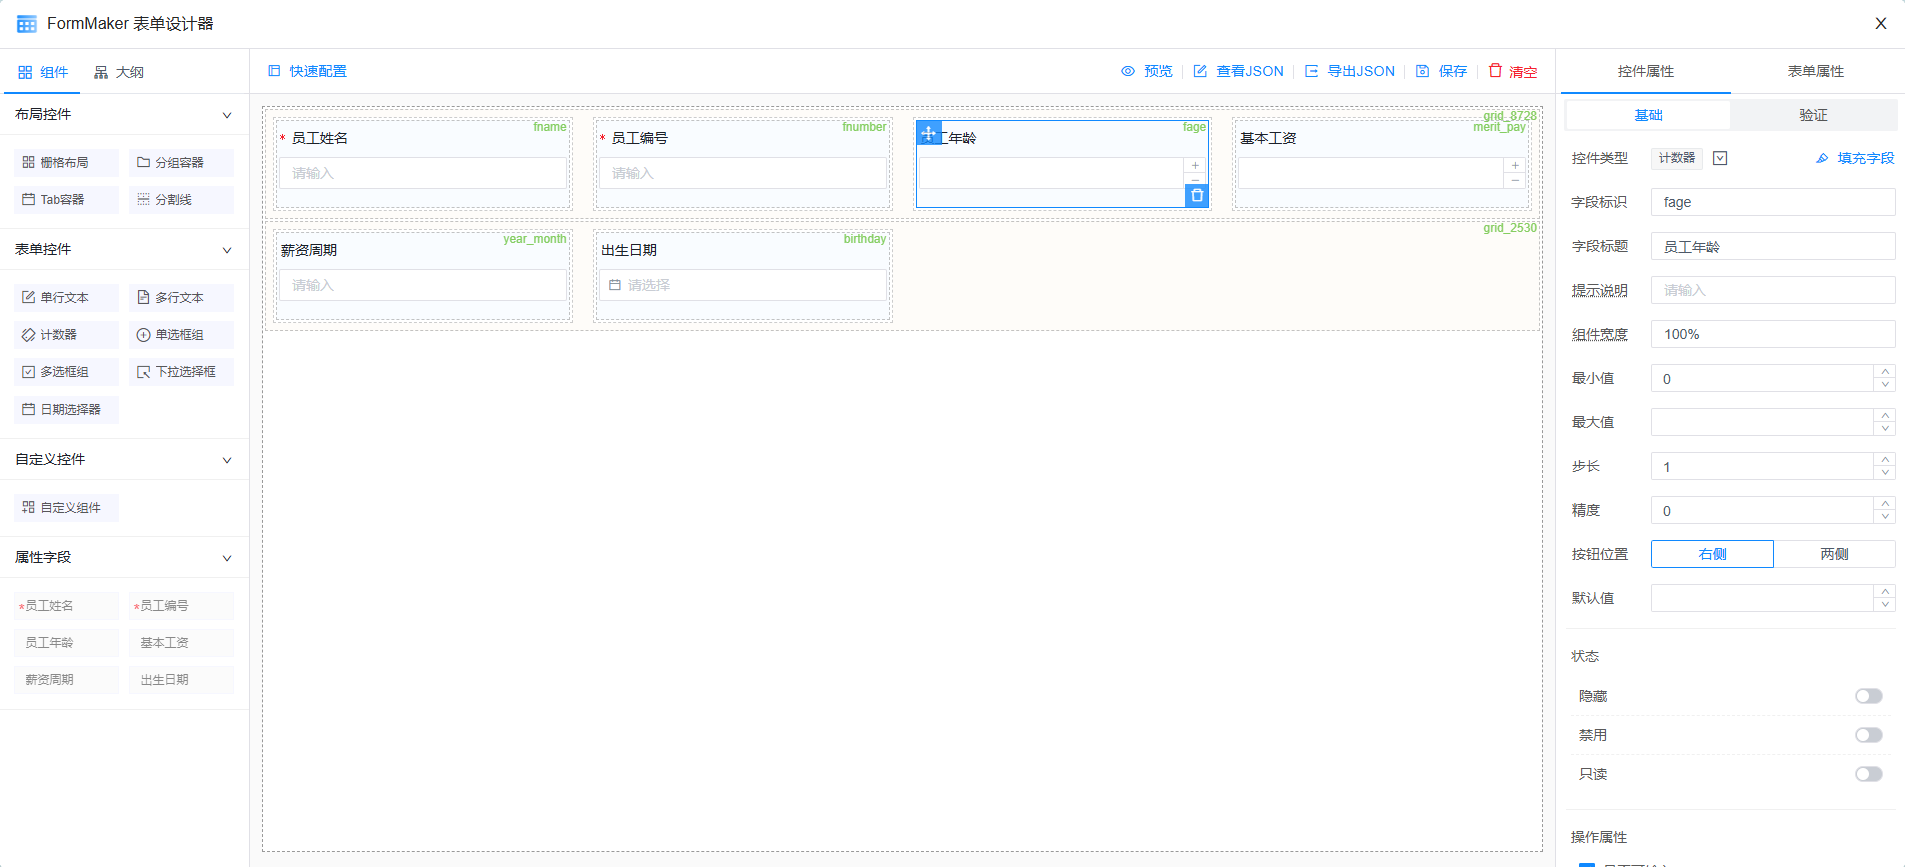 FormMaker 表单设计器
X
组件 大纲
布局控件
栅格布局 分组容器
Tab容器 分割线
表单控件
单行文本 多行文本
计数器 单选框组
多选框组 下拉选择框
日期选择器
自定义控件
自定义组件
属性字段
*员工姓名 *员工编号
员工年龄 基本工资
薪资周期 出生日期
快速配置 预览 查看JSON 导出JSON 保存 清空
grid_8728
fname fnumber fage merit_pay
* 员工姓名 * 员工编号 工年龄 基本工资
请输入 请输入
year_month birthday grid_2530
薪资周期 出生日期
请输入 请选择
控件属性 表单属性
基础 验证
控件类型 计数器 填充字段
字段标识 fage
字段标题 员工年龄
提示说明 请输入
组件宽度 100%
最小值 0
最大值
步长 1
精度 0
按钮位置 右侧 两侧
默认值
状态
隐藏
禁用
只读
操作属性